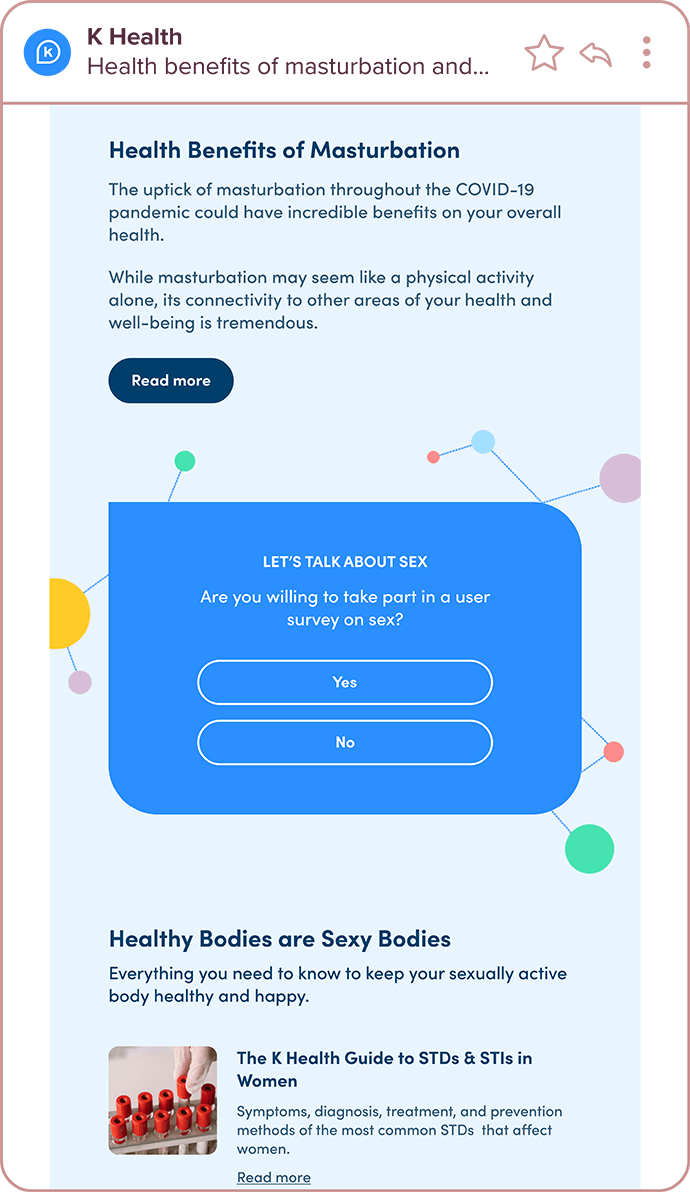 K Health
Health benefits of masturbation and...
Health Benefits of Masturbation
The uptick of masturbation throughout the COVID-19
pandemic could have incredible benefits on your overall
health.
While masturbation may seem like a physical activity
alone, its connectivity to other areas of your health and
well-being is tremendous.
Read more
LET'S TALK ABOUT SEX
Are you willing to take part in a user
survey on sex?
Yes
No
Healthy Bodies are Sexy Bodies
Everything you need to know to keep your sexually active
body healthy and happy.
The K Health Guide to STDs & STIs in
Women
Symptoms, diagnosis, treatment, and prevention
methods of the most common STDs that affect
women.
Read more